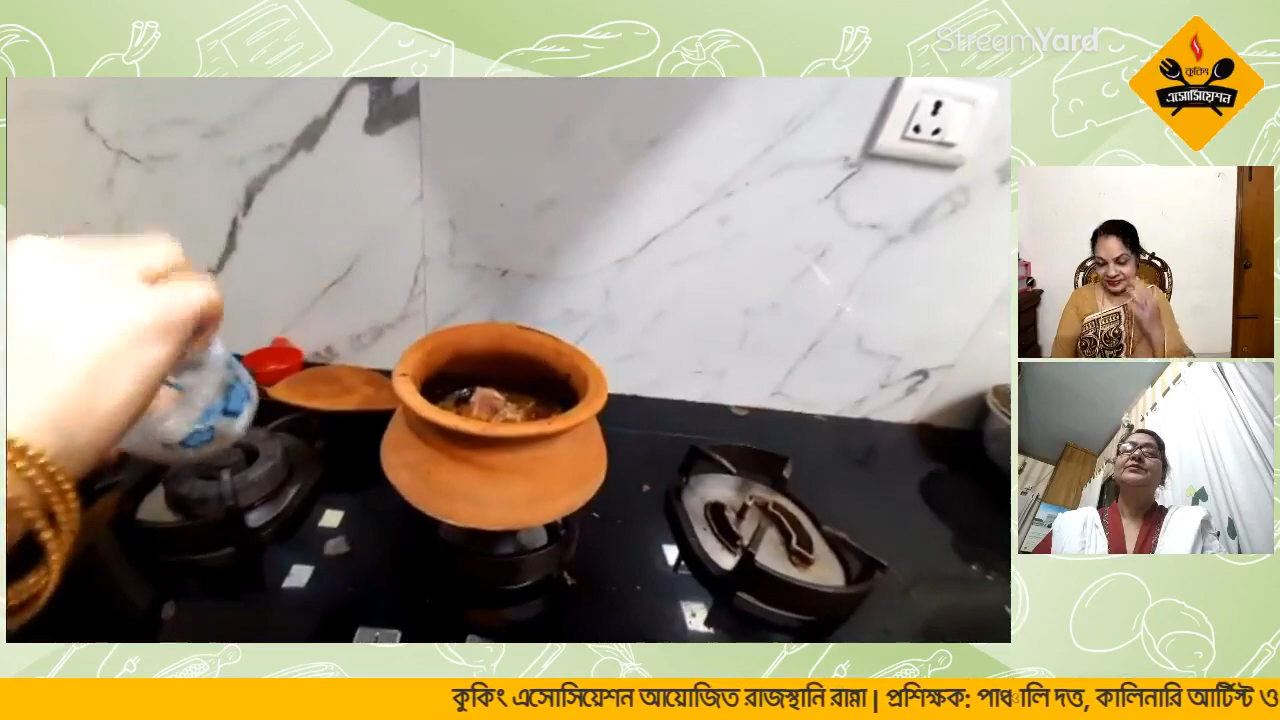 StreamYard
কুকিং
এসোসিয়েশন
কুকিং এসোসিয়েশন আয়োজিত রাজস্থানি রান্না | প্রশিক্ষক: পাঞ্চালি দত্ত, কালিনারি আর্টিস্ট ও